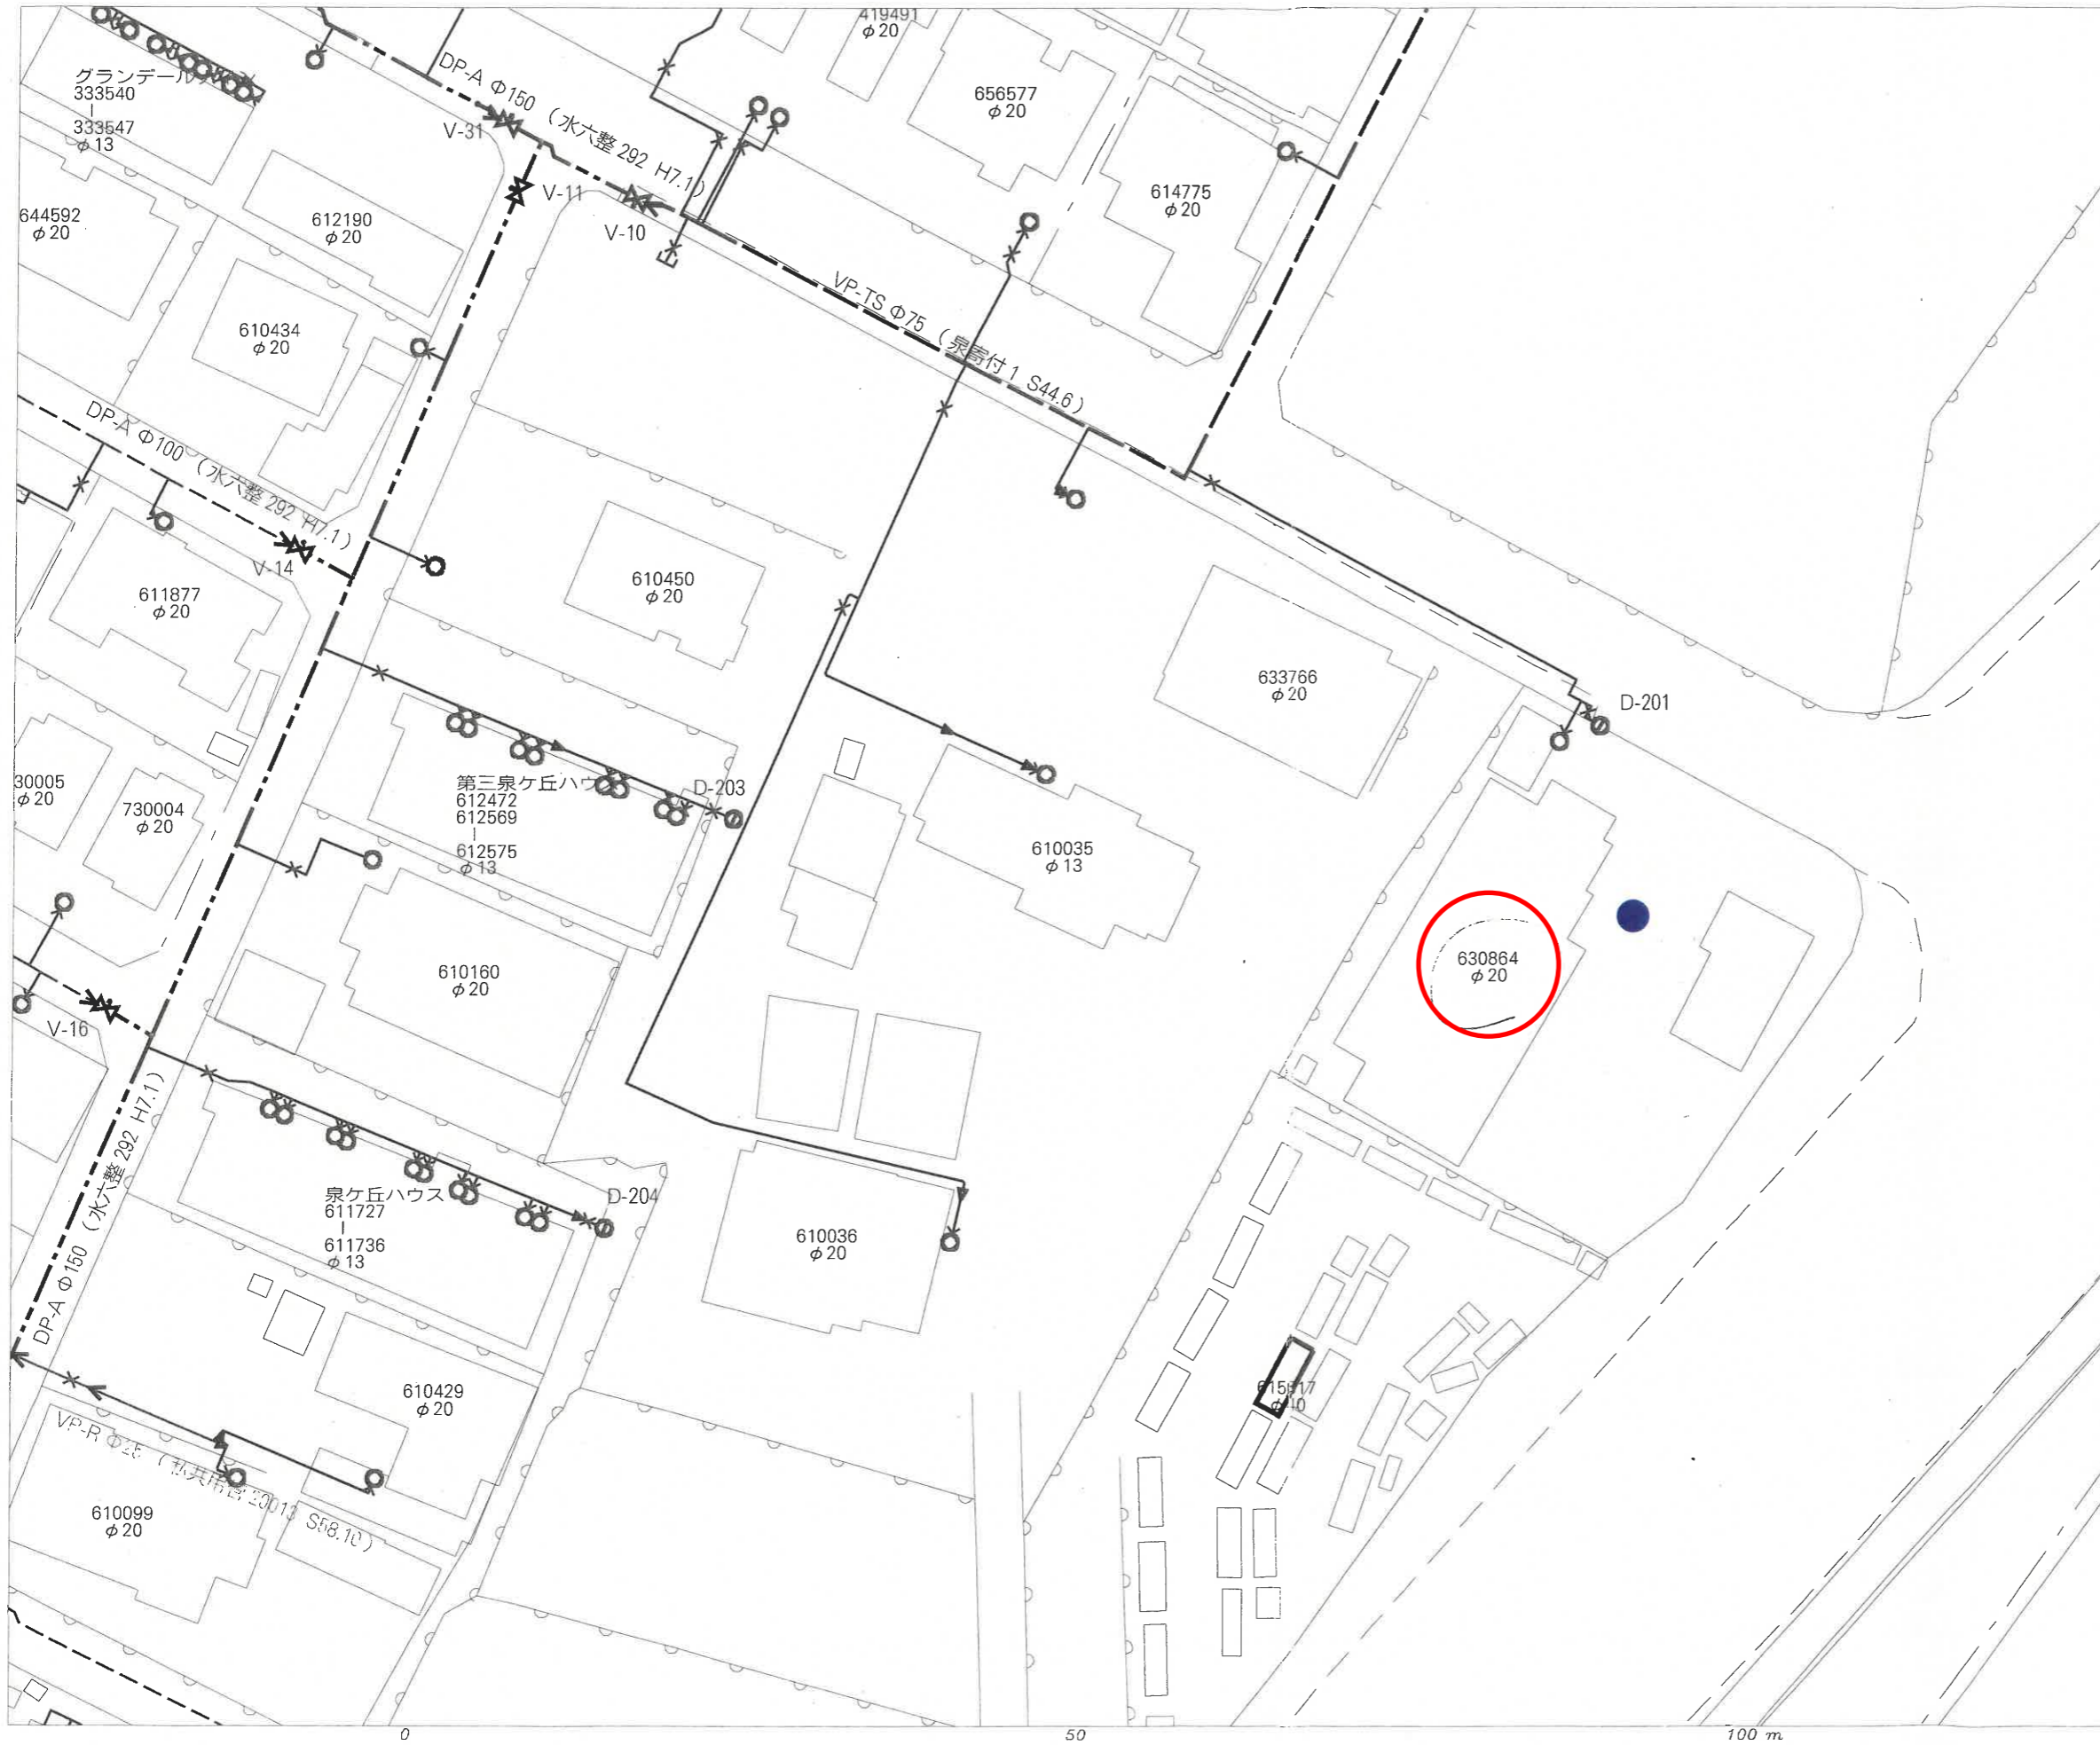 419491
φ20
グランデール
333540
|
333547
φ13
DP-A Φ150 (水六整 292 H7.1)
V-31
656577
φ20
V-11
614775
φ20
644592
φ20
612190
φ20
V-10
610434
φ20
VP-TS Φ75 (泉寄付 1 S44.6)
DP-A Φ100 (水六整 292 H7.1)
V-14
611877
φ20
610450
φ20
633766
φ20
D-201
30005
φ20
730004
φ20
第三泉ケ丘ハウス
612472
612569
|
612575
φ13
D-203
610035
φ13
610160
φ20
630864
φ20
V-16
DP-A Φ150 (水六整 292 H7.1)
泉ケ丘ハウス
611727
|
611736
φ13
D-204
610036
φ20
610429
φ20
VP-R Φ25
20013 S58.10)
610099
φ20
0
50
100 m